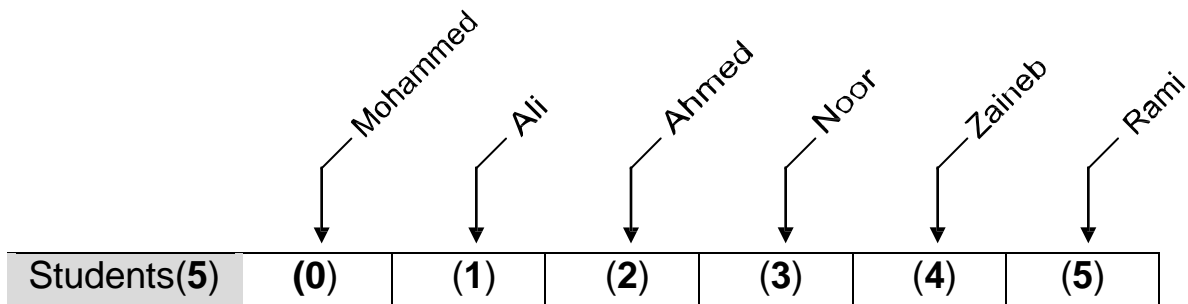 Mohammed Ali Ahmed Noor Zaineb Rami
Students(5) (0) (1) (2) (3) (4) (5)